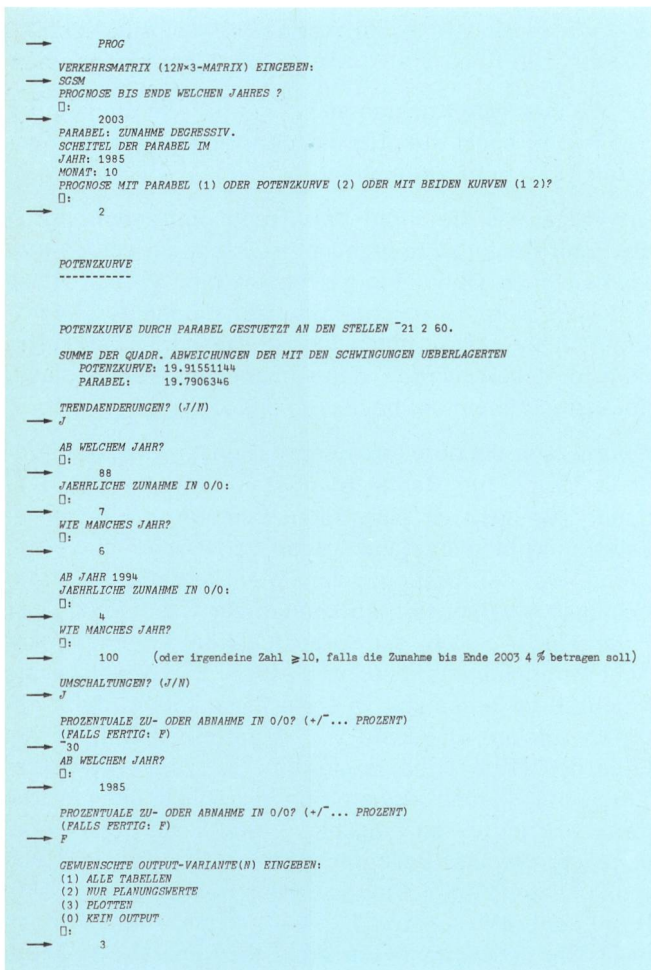 → PROG
VERKEHRSMATRIX (12N×3-MATRIX) EINGEBEN:
→ SGSM
PROGNOSE BIS ENDE WELCHEN JAHRES ?
⎕:
→ 2003
PARABEL: ZUNAHME DEGRESSIV.
SCHEITEL DER PARABEL IM
JAHR: 1985
MONAT: 10
PROGNOSE MIT PARABEL (1) ODER POTENZKURVE (2) ODER MIT BEIDEN KURVEN (1 2)?
⎕:
→ 2
POTENZKURVE
-----------
POTENZKURVE DURCH PARABEL GESTUETZT AN DEN STELLEN ¯21 2 60.
SUMME DER QUADR. ABWEICHUNGEN DER MIT DEN SCHWINGUNGEN UEBERLAGERTEN
POTENZKURVE: 19.91551144
PARABEL: 19.7906346
TRENDAENDERUNGEN? (J/N)
→ J
AB WELCHEM JAHR?
⎕:
→ 88
JAEHRLICHE ZUNAHME IN 0/0:
⎕:
→ 7
WIE MANCHES JAHR?
⎕:
→ 6
AB JAHR 1994
JAEHRLICHE ZUNAHME IN 0/0:
⎕:
→ 4
WIE MANCHES JAHR?
⎕:
→ 100 (oder irgendeine Zahl ≥10, falls die Zunahme bis Ende 2003 4 % betragen soll)
UMSCHALTUNGEN? (J/N)
→ J
PROZENTUALE ZU- ODER ABNAHME IN 0/0? (+/¯... PROZENT)
(FALLS FERTIG: F)
→ ¯30
AB WELCHEM JAHR?
⎕:
→ 1985
PROZENTUALE ZU- ODER ABNAHME IN 0/0? (+/¯... PROZENT)
(FALLS FERTIG: F)
→ F
GEWUENSCHTE OUTPUT-VARIANTE(N) EINGEBEN:
(1) ALLE TABELLEN
(2) NUR PLANUNGSWERTE
(3) PLOTTEN
(0) KEIN OUTPUT
⎕:
→ 3